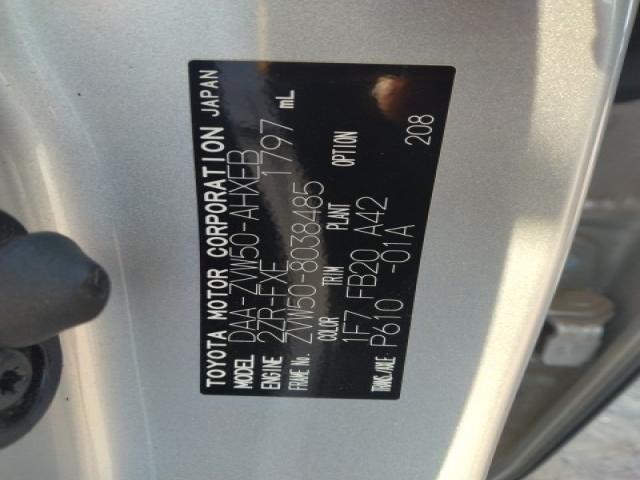 TOYOTA MOTOR CORPORATION JAPAN
MODEL DAA-ZVW50-AHXEB
ENGINE 2ZR-FXE 1797 mL
FRAME No. ZVW50-8038485
COLOR TRIM PLANT OPTION
1F7 FB20 A42
TRANS./AXLE P610 -01A 208